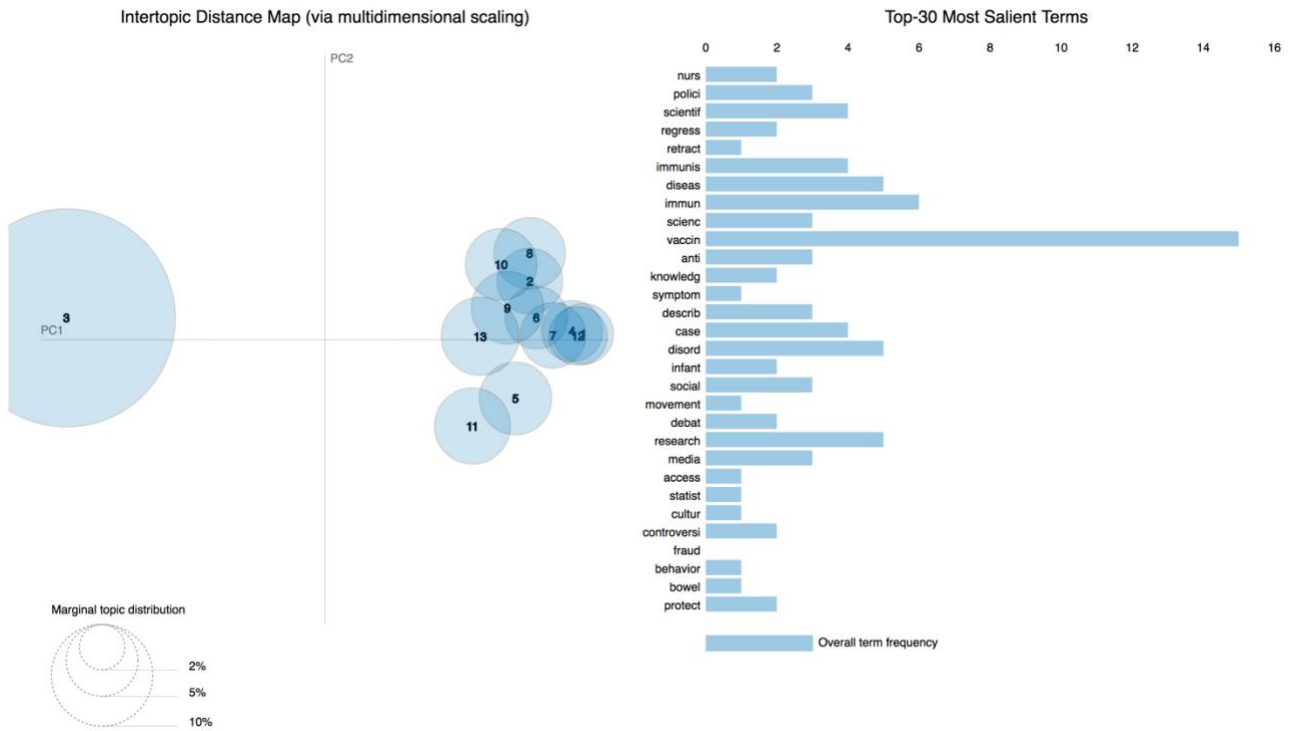 Intertopic Distance Map (via multidimensional scaling)
PC2
PC1
3
8
10
2
9
6
13
7
4
12
5
11
Marginal topic distribution
2%
5%
10%
Top-30 Most Salient Terms
0 2 4 6 8 10 12 14 16
nurs
polici
scientif
regress
retract
immunis
diseas
immun
scienc
vaccin
anti
knowledg
symptom
describ
case
disord
infant
social
movement
debat
research
media
access
statist
cultur
controversi
fraud
behavior
bowel
protect
Overall term frequency